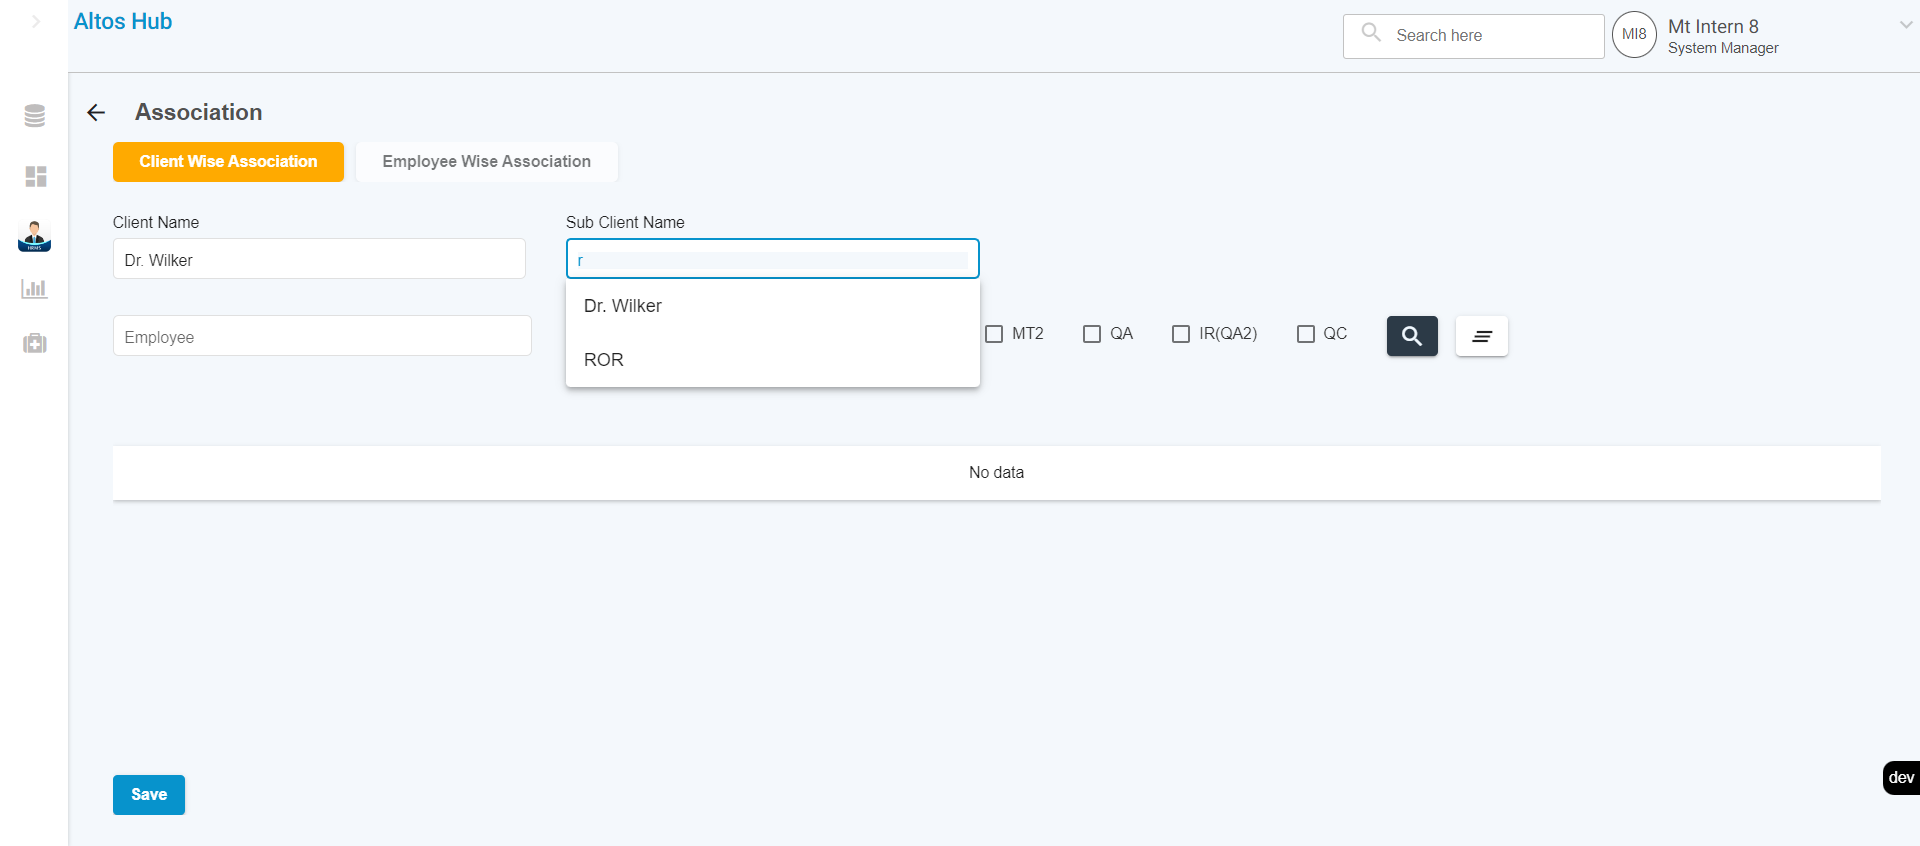 Altos Hub
Search here
MI8
Mt Intern 8
System Manager
Association
Client Wise Association
Employee Wise Association
Client Name
Sub Client Name
Dr. Wilker
r
Dr. Wilker
ROR
Employee
MT2
QA
IR(QA2)
QC
HRMS
No data
dev
Save